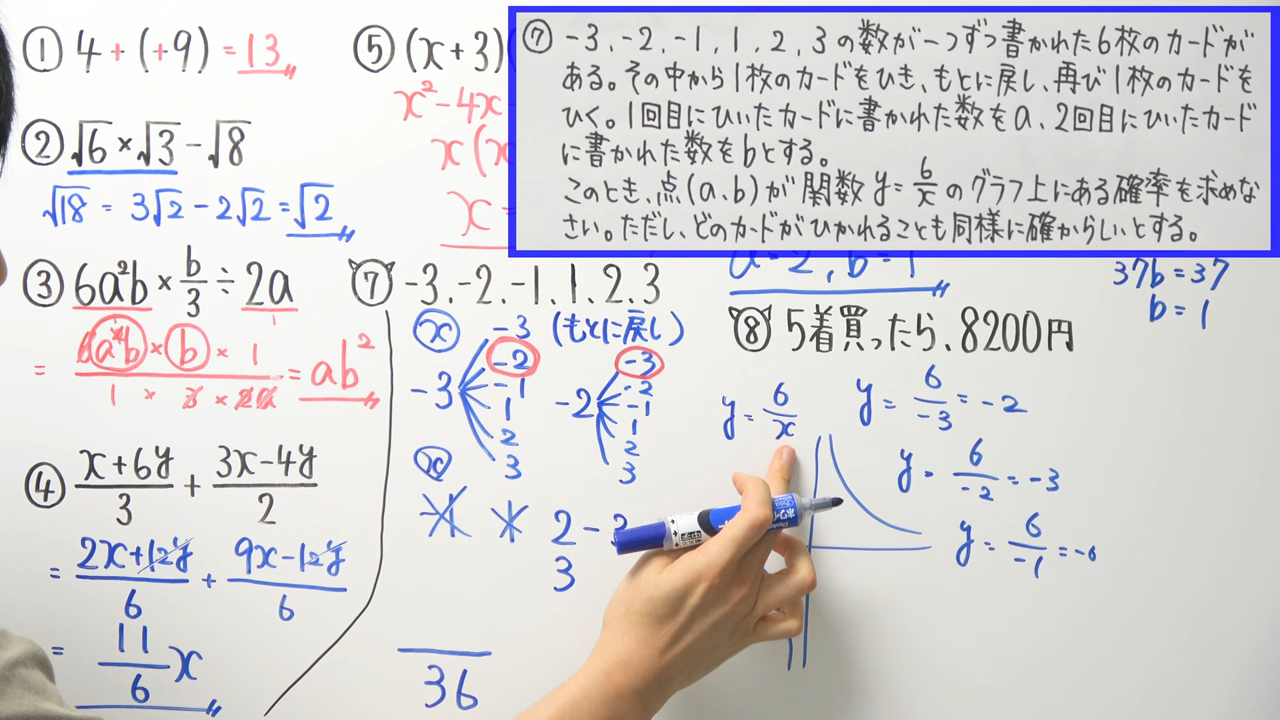 ① 4 + (+9) = 13
② √6 × √3 - √8
√18 = 3√2 - 2√2 = √2
③ 6a²b × b/3 ÷ 2a
= ab²
④ (x+6y)/3 + (3x-4y)/2
= (2x+12y)/6 + (9x-12y)/6
= 11/6 x
⑤ (x+3)(
x² - 4x
x(x
x =
⑦ -3、-2、-1、1、2、3の数が一つずつ書かれた6枚のカードが
ある。その中から1枚のカードをひき、もとに戻し、再び1枚のカードを
ひく。1回目にひいたカードに書かれた数をa、2回目にひいたカード
に書かれた数をbとする。
このとき、点(a、b)が関数y=6/xのグラフ上にある確率を求めな
さい。ただし、どのカードがひかれることも同様に確からしいとする。
a = 2, b = 1
37b = 37
b = 1
⑦ -3、-2、-1、1、2、3
x -3 (もとに戻し)
-3 -2 -1 1 2 3
-2 -3 -2 -1 1 2 3
x
2
3
36
⑧ 5着買ったら、8200円
y = 6/x
y = 6/-3 = -2
y = 6/-2 = -3
y = 6/-1 = -6